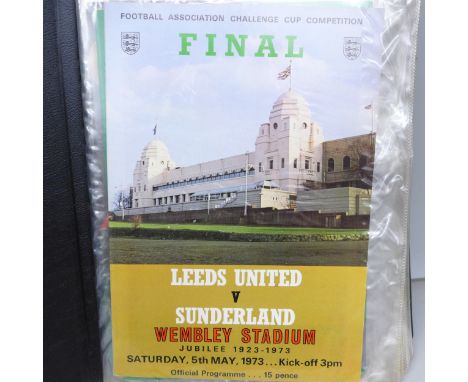 FOOTBALL ASSOCIATION CHALLENGE CUP COMPETITION
FINAL
LEEDS UNITED
V
SUNDERLAND
WEMBLEY STADIUM
JUBILEE 1923-1973
SATURDAY, 5th MAY, 1973... Kick-off 3pm
Official Programme... 15 pence